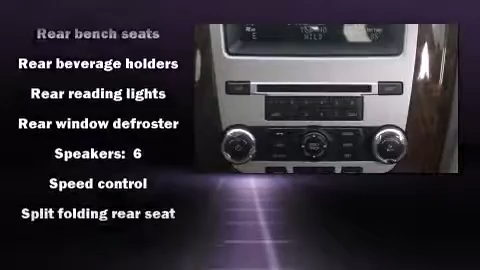 Rear bench seats
Rear beverage holders
Rear reading lights
Rear window defroster
Speakers: 6
Speed control
Split folding rear seat